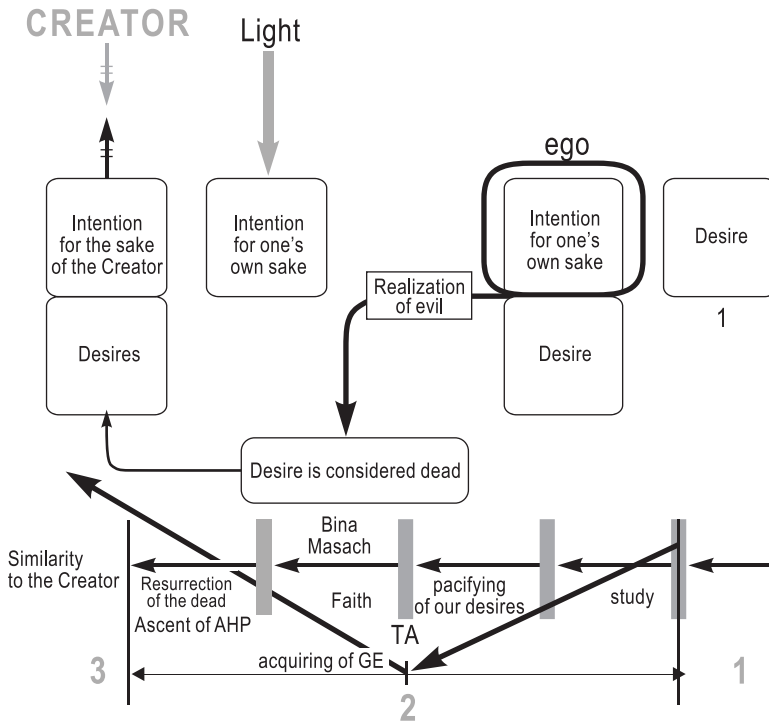 CREATOR
Light
ego
Intention
for the sake
of the Creator
Intention
for one's
own sake
Intention
for one's
own sake
Desire
1
Realization
of evil
Desires
Desire
Desire is considered dead
Similarity
to the Creator
Resurrection
of the dead
Ascent of AHP
Bina
Masach
Faith
pacifying
of our desires
study
TA
acquiring of GE
3
2
1